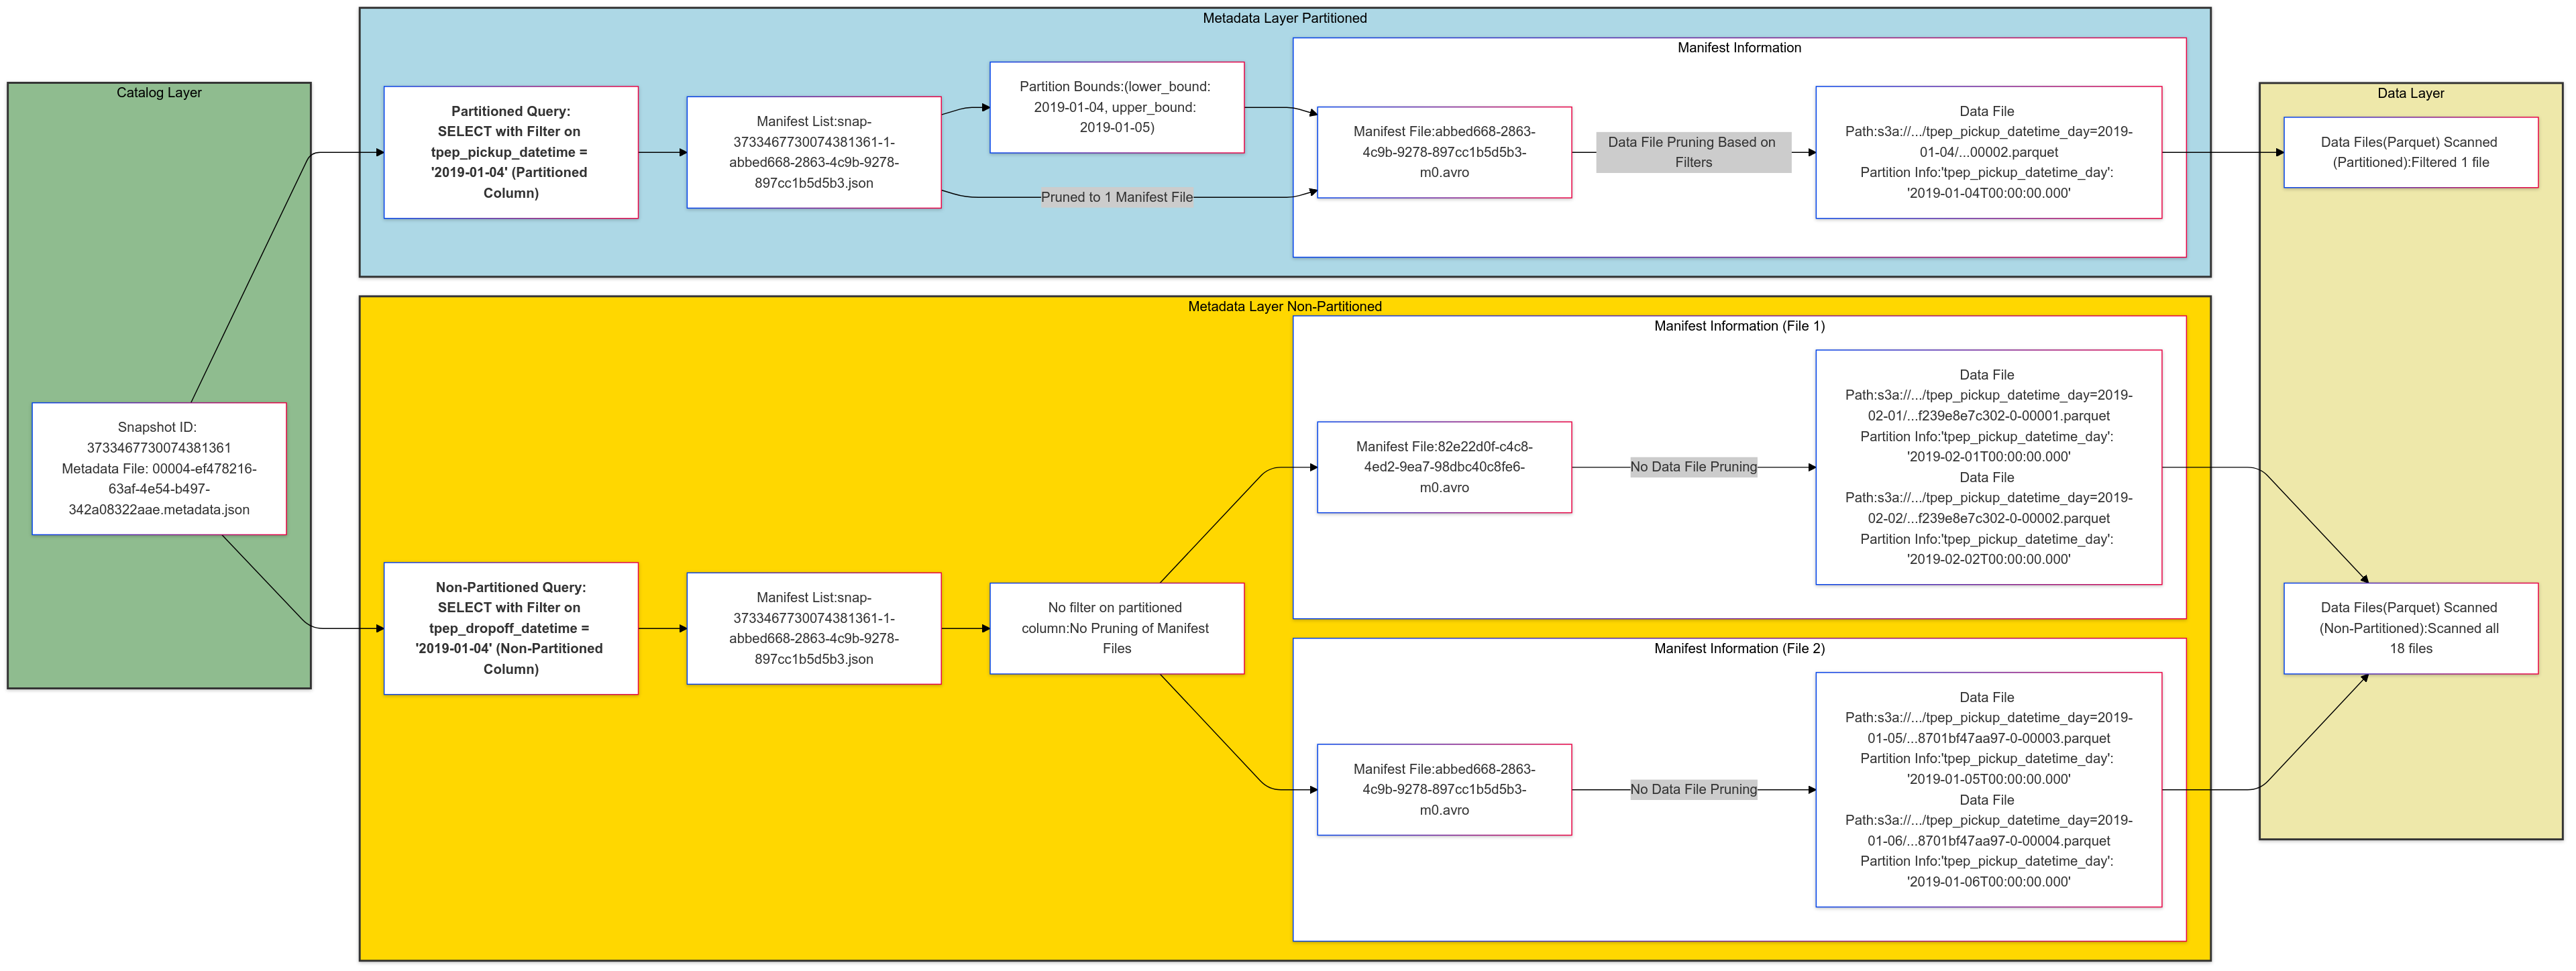 Catalog Layer
Snapshot ID:
3733467730074381361
Metadata File: 00004-ef478216-
63af-4e54-b497-
342a08322aae.metadata.json
Metadata Layer Partitioned
Partitioned Query:
SELECT with Filter on
tpep_pickup_datetime =
'2019-01-04' (Partitioned
Column)
Manifest List:snap-
3733467730074381361-1-
abbed668-2863-4c9b-9278-
897cc1b5d5b3.json
Partition Bounds:(lower_bound:
2019-01-04, upper_bound:
2019-01-05)
Pruned to 1 Manifest File
Manifest Information
Manifest File:abbed668-2863-
4c9b-9278-897cc1b5d5b3-
m0.avro
Data File Pruning Based on
Filters
Data File
Path:s3a://.../tpep_pickup_datetime_day=2019-
01-04/...00002.parquet
Partition Info:'tpep_pickup_datetime_day':
'2019-01-04T00:00:00.000'
Metadata Layer Non-Partitioned
Non-Partitioned Query:
SELECT with Filter on
tpep_dropoff_datetime =
'2019-01-04' (Non-Partitioned
Column)
Manifest List:snap-
3733467730074381361-1-
abbed668-2863-4c9b-9278-
897cc1b5d5b3.json
No filter on partitioned
column:No Pruning of Manifest
Files
Manifest Information (File 1)
Manifest File:82e22d0f-c4c8-
4ed2-9ea7-98dbc40c8fe6-
m0.avro
No Data File Pruning
Data File
Path:s3a://.../tpep_pickup_datetime_day=2019-
02-01/...f239e8e7c302-0-00001.parquet
Partition Info:'tpep_pickup_datetime_day':
'2019-02-01T00:00:00.000'
Data File
Path:s3a://.../tpep_pickup_datetime_day=2019-
02-02/...f239e8e7c302-0-00002.parquet
Partition Info:'tpep_pickup_datetime_day':
'2019-02-02T00:00:00.000'
Manifest Information (File 2)
Manifest File:abbed668-2863-
4c9b-9278-897cc1b5d5b3-
m0.avro
No Data File Pruning
Data File
Path:s3a://.../tpep_pickup_datetime_day=2019-
01-05/...8701bf47aa97-0-00003.parquet
Partition Info:'tpep_pickup_datetime_day':
'2019-01-05T00:00:00.000'
Data File
Path:s3a://.../tpep_pickup_datetime_day=2019-
01-06/...8701bf47aa97-0-00004.parquet
Partition Info:'tpep_pickup_datetime_day':
'2019-01-06T00:00:00.000'
Data Layer
Data Files(Parquet) Scanned
(Partitioned):Filtered 1 file
Data Files(Parquet) Scanned
(Non-Partitioned):Scanned all
18 files